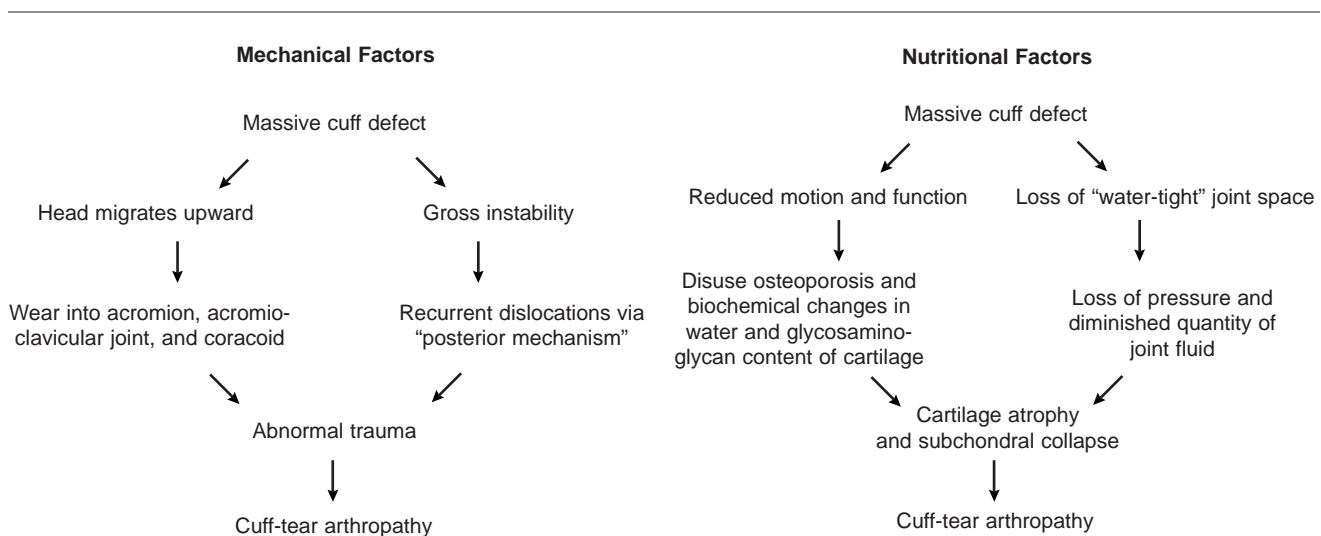 Mechanical Factors
Massive cuff defect
Head migrates upward
Gross instability
Wear into acromion, acromio-
clavicular joint, and coracoid
Recurrent dislocations via
“posterior mechanism”
Abnormal trauma
Cuff-tear arthropathy
Nutritional Factors
Massive cuff defect
Reduced motion and function
Loss of “water-tight” joint space
Disuse osteoporosis and
biochemical changes in
water and glycosamino-
glycan content of cartilage
Loss of pressure and
diminished quantity of
joint fluid
Cartilage atrophy
and subchondral collapse
Cuff-tear arthropathy